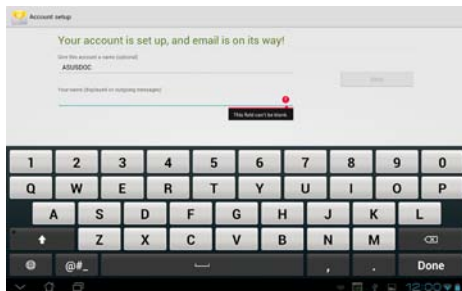 Account setup
Your account is set up, and email is on its way!
Give this account a name (optional)
ASUSDOC
Your name (displayed on outgoing messages)
This field can't be blank.
1 2 3 4 5 6 7 8 9 0
Q W E R T Y U I O P
A S D F G H J K L
Z X C V B N M
@#_ , . Done
12:00